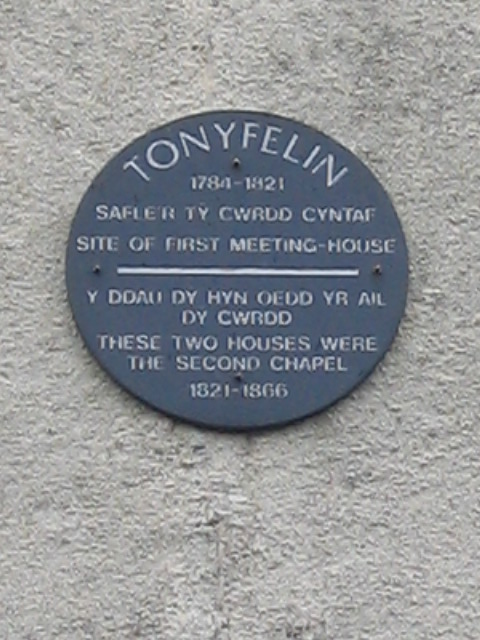 TONYFELIN
1784-1821
SAFLE'R TŶ CWRDD CYNTAF
SITE OF FIRST MEETING-HOUSE
Y DDAU DY HYN OEDD YR AIL
DY CWRDD
THESE TWO HOUSES WERE
THE SECOND CHAPEL
1821-1866